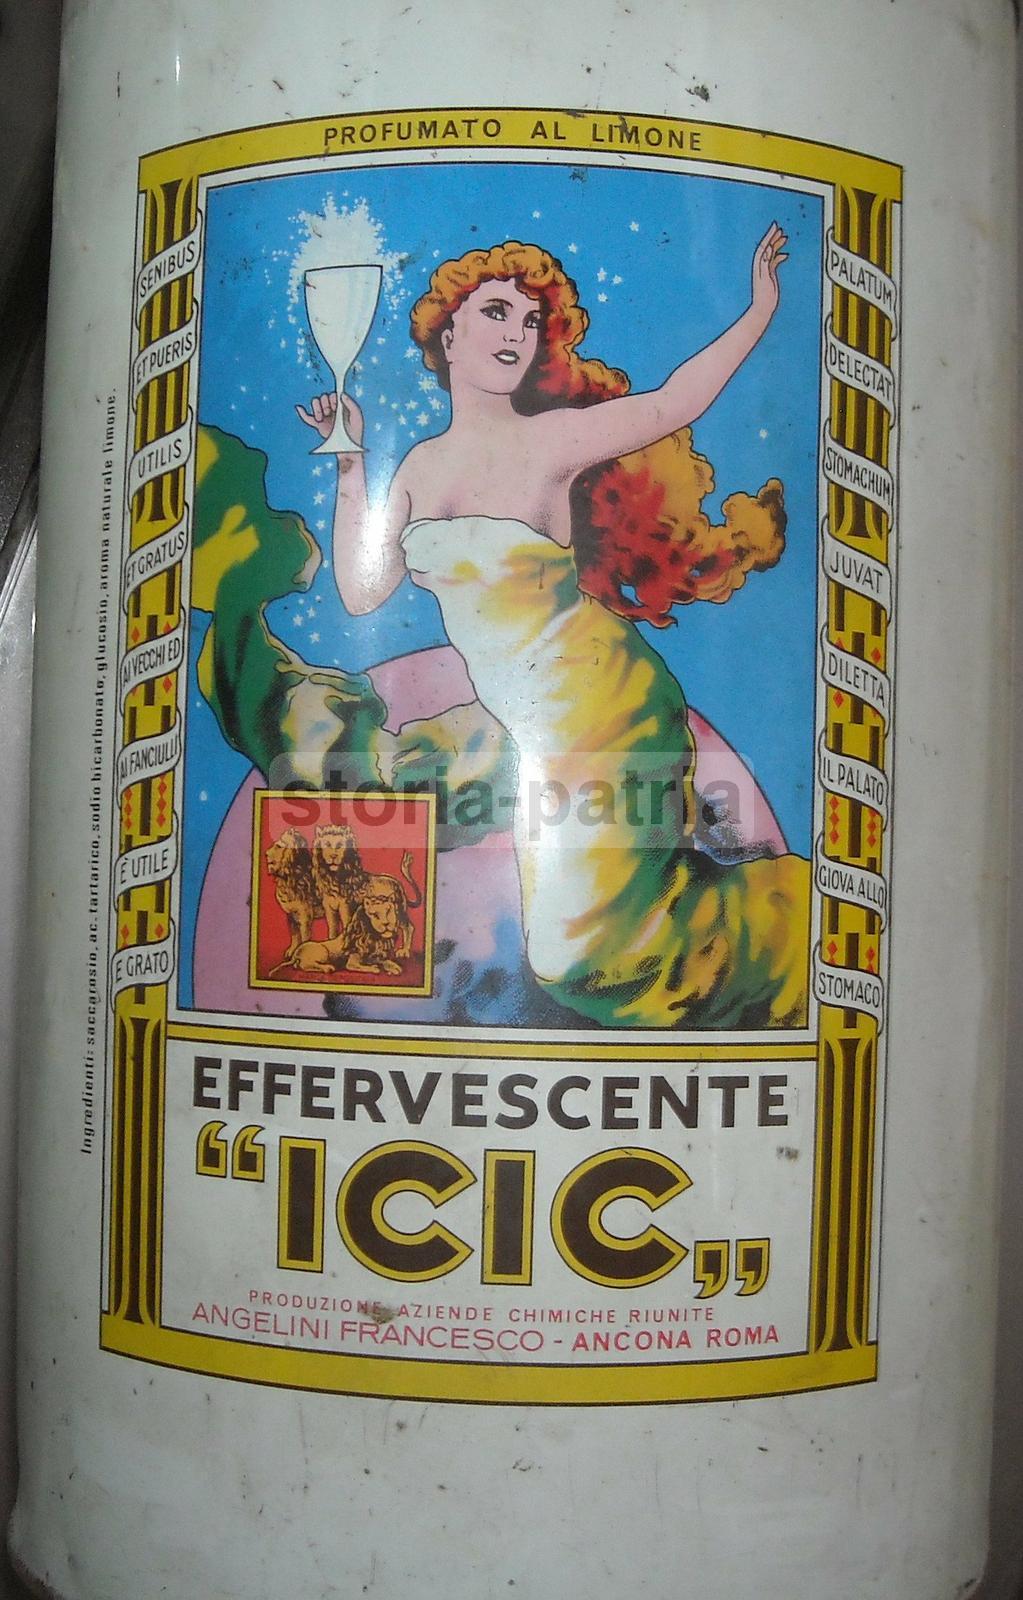 PROFUMATO AL LIMONE
SENIBUS
ET PUERIS
UTILIS
ET GRATUS
AI VECCHI ED
AI FANCIULLI
È UTILE
E GRATO
PALATUM
DELECTAT
STOMACHUM
JUVAT
DILETTA
IL PALATO
GIOVA ALLO
STOMACO
Ingredienti: saccarosio, ac. tartarico, sodio bicarbonato, glucosio, aroma naturale limone.
storia-patria
EFFERVESCENTE
“ICIC„
PRODUZIONE AZIENDE CHIMICHE RIUNITE
ANGELINI FRANCESCO - ANCONA ROMA